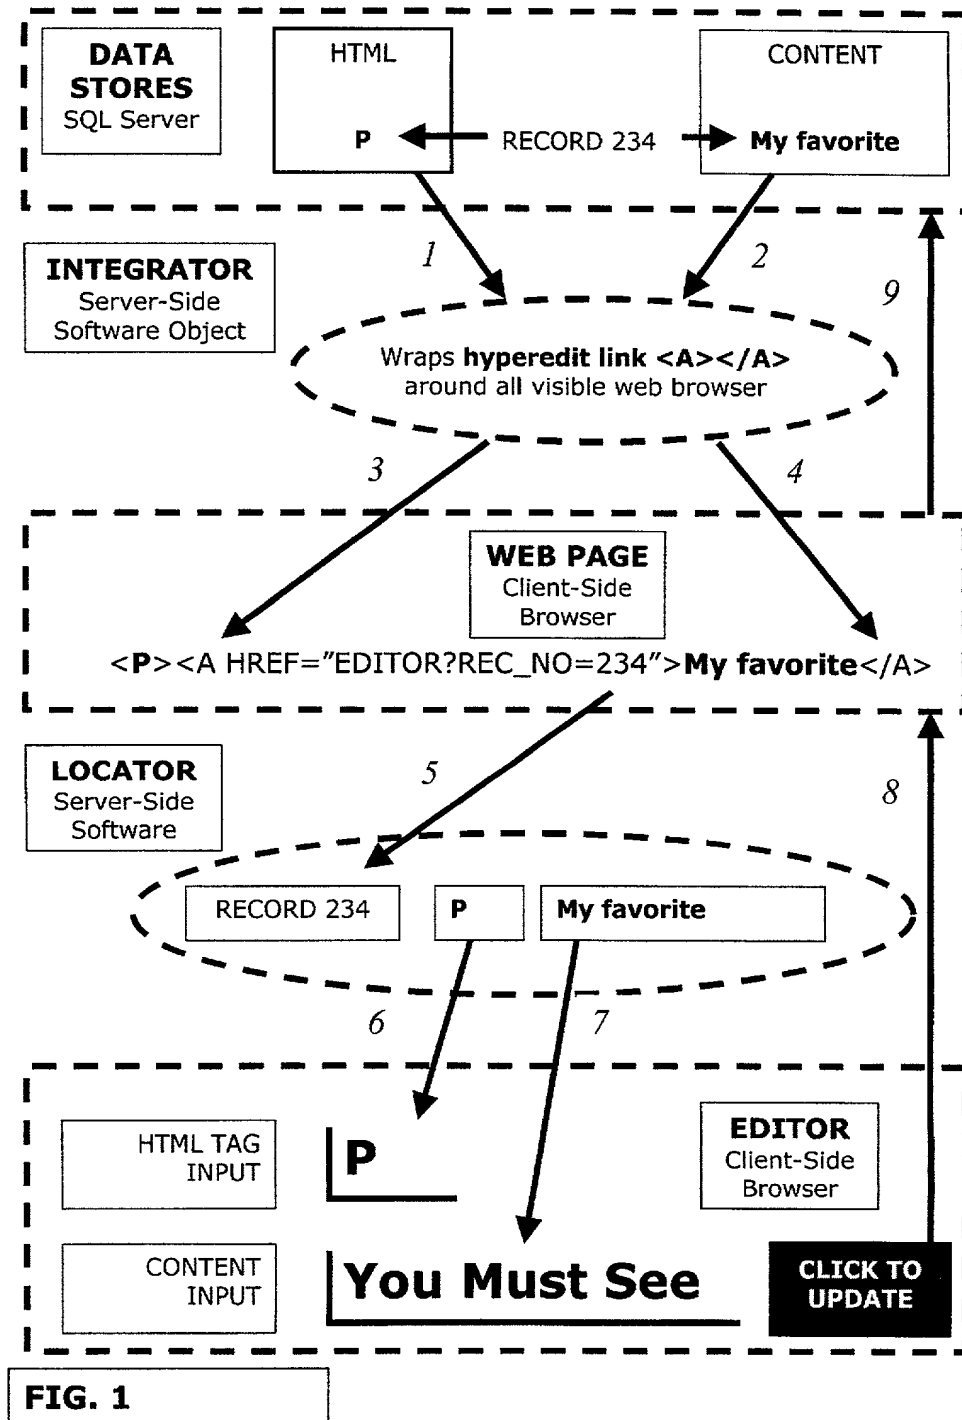 DATA
STORES
SQL Server
HTML
P
RECORD 234
CONTENT
My favorite
1
2
9
INTEGRATOR
Server-Side
Software Object
Wraps hyperedit link <A></A>
around all visible web browser
3
4
WEB PAGE
Client-Side
Browser
<P><A HREF=”EDITOR?REC_NO=234”>My favorite</A>
LOCATOR
Server-Side
Software
5
8
RECORD 234
P
My favorite
6
7
HTML TAG
INPUT
P
EDITOR
Client-Side
Browser
CONTENT
INPUT
You Must See
CLICK TO
UPDATE
FIG. 1